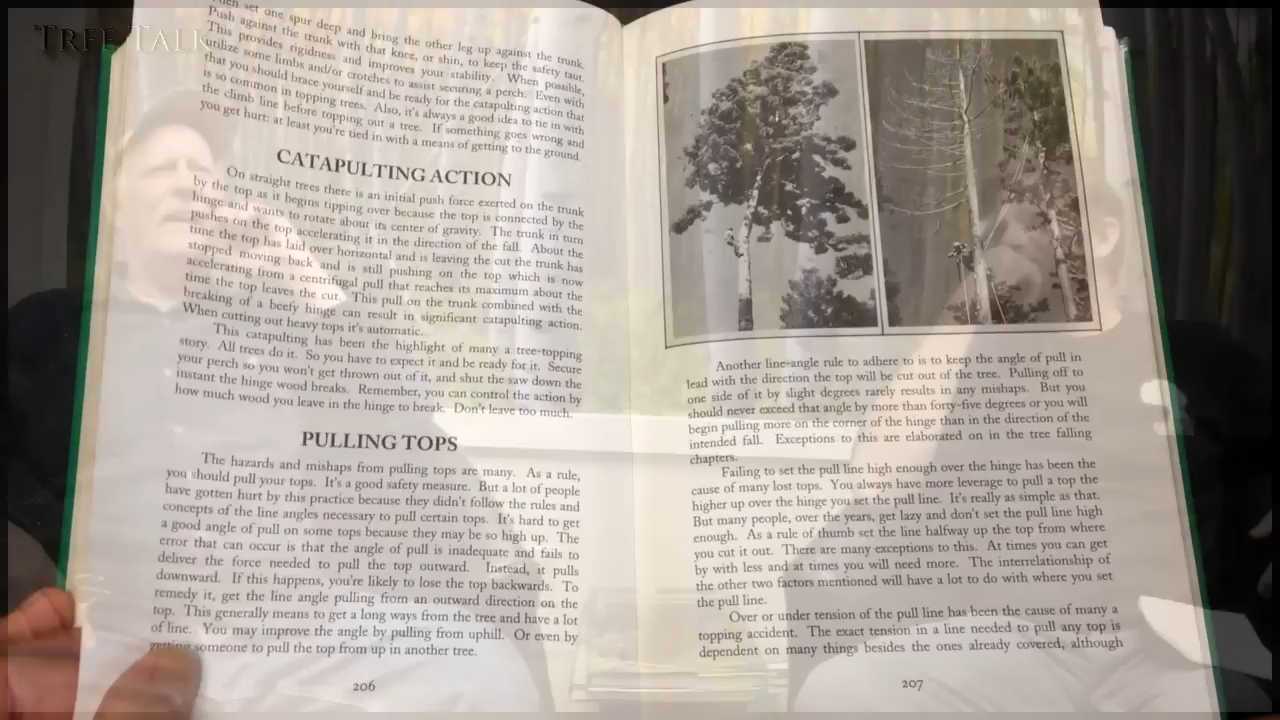 TREE TALK
set one spur deep and bring the other leg up against the trunk.
Push against the trunk with that knee, or shin, to keep the safety taut.
This provides rigidness and improves your stability. When possible,
utilize some limbs and/or crotches to assist securing a perch. Even with
that you should brace yourself and be ready for the catapulting action that
is so common in topping trees. Also, it's always a good idea to tie in with
the climb line before topping out a tree. If something goes wrong and
you get hurt: at least you're tied in with a means of getting to the ground.
CATAPULTING ACTION
On straight trees there is an initial push force exerted on the trunk
by the top as it begins tipping over because the top is connected by the
hinge and wants to rotate about its center of gravity. The trunk in turn
pushes on the top accelerating it in the direction of the fall. About the
time the top has laid over horizontal and is leaving the cut the trunk has
stopped moving back and is still pushing on the top which is now
accelerating from a centrifugal pull that reaches its maximum about the
time the top leaves the cut. This pull on the trunk combined with the
breaking of a beefy hinge can result in significant catapulting action.
When cutting out heavy tops it's automatic.
This catapulting has been the highlight of many a tree-topping
story. All trees do it. So you have to expect it and be ready for it. Secure
your perch so you won't get thrown out of it, and shut the saw down the
instant the hinge wood breaks. Remember, you can control the action by
how much wood you leave in the hinge to break. Don't leave too much.
PULLING TOPS
The hazards and mishaps from pulling tops are many. As a rule,
you should pull your tops. It's a good safety measure. But a lot of people
have gotten hurt by this practice because they didn't follow the rules and
concepts of the line angles necessary to pull certain tops. It's hard to get
a good angle of pull on some tops because they may be so high up. The
error that can occur is that the angle of pull is inadequate and fails to
deliver the force needed to pull the top outward. Instead, it pulls
downward. If this happens, you're likely to lose the top backwards. To
remedy it, get the line angle pulling from an outward direction on the
top. This generally means to get a long ways from the tree and have a lot
of line. You may improve the angle by pulling from uphill. Or even by
getting someone to pull the top from up in another tree.
206
Another line-angle rule to adhere to is to keep the angle of pull in
lead with the direction the top will be cut out of the tree. Pulling off to
one side of it by slight degrees rarely results in any mishaps. But you
should never exceed that angle by more than forty-five degrees or you will
begin pulling more on the corner of the hinge than in the direction of the
intended fall. Exceptions to this are elaborated on in the tree falling
chapters.
Failing to set the pull line high enough over the hinge has been the
cause of many lost tops. You always have more leverage to pull a top the
higher up over the hinge you set the pull line. It's really as simple as that.
But many people, over the years, get lazy and don't set the pull line high
enough. As a rule of thumb set the line halfway up the top from where
you cut it out. There are many exceptions to this. At times you can get
by with less and at times you will need more. The interrelationship of
the other two factors mentioned will have a lot to do with where you set
the pull line.
Over or under tension of the pull line has been the cause of many a
topping accident. The exact tension in a line needed to pull any top is
dependent on many things besides the ones already covered, although
207